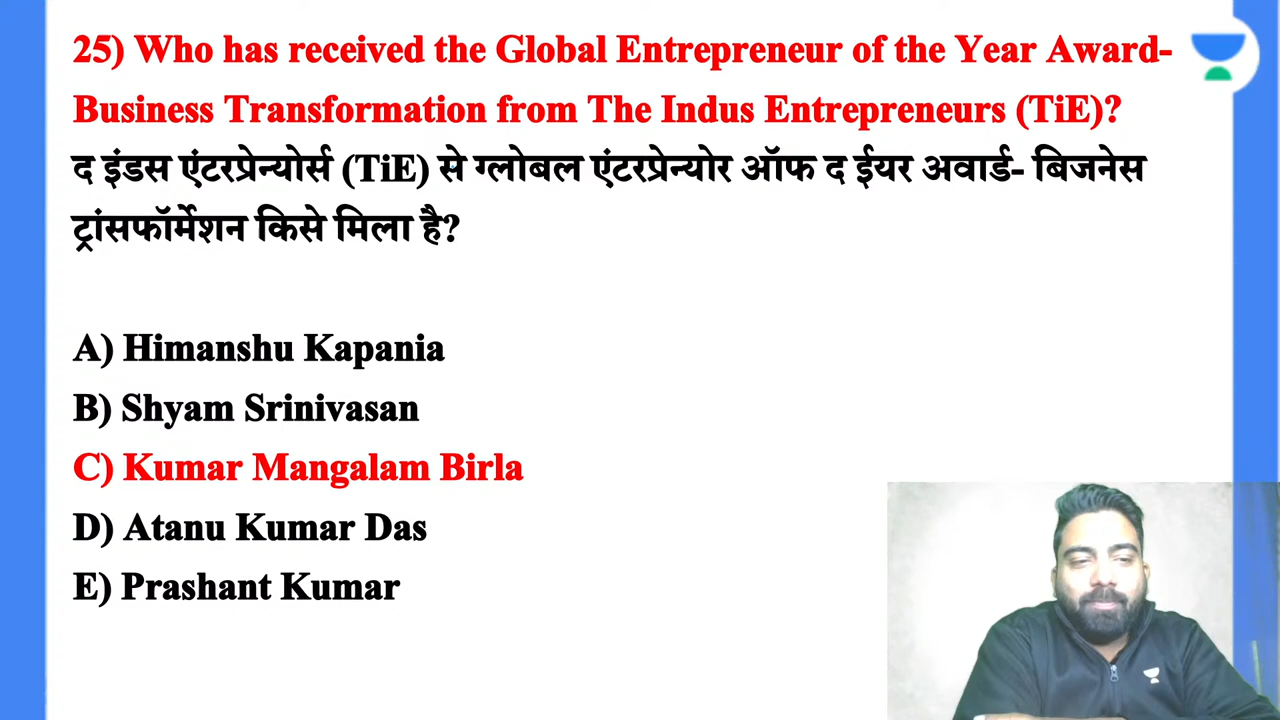 25) Who has received the Global Entrepreneur of the Year Award-
Business Transformation from The Indus Entrepreneurs (TiE)?
द इंडस एंटरप्रेन्योर्स (TiE) से ग्लोबल एंटरप्रेन्योर ऑफ द ईयर अवार्ड- बिजनेस
ट्रांसफॉर्मेशन किसे मिला है?
A) Himanshu Kapania
B) Shyam Srinivasan
C) Kumar Mangalam Birla
D) Atanu Kumar Das
E) Prashant Kumar